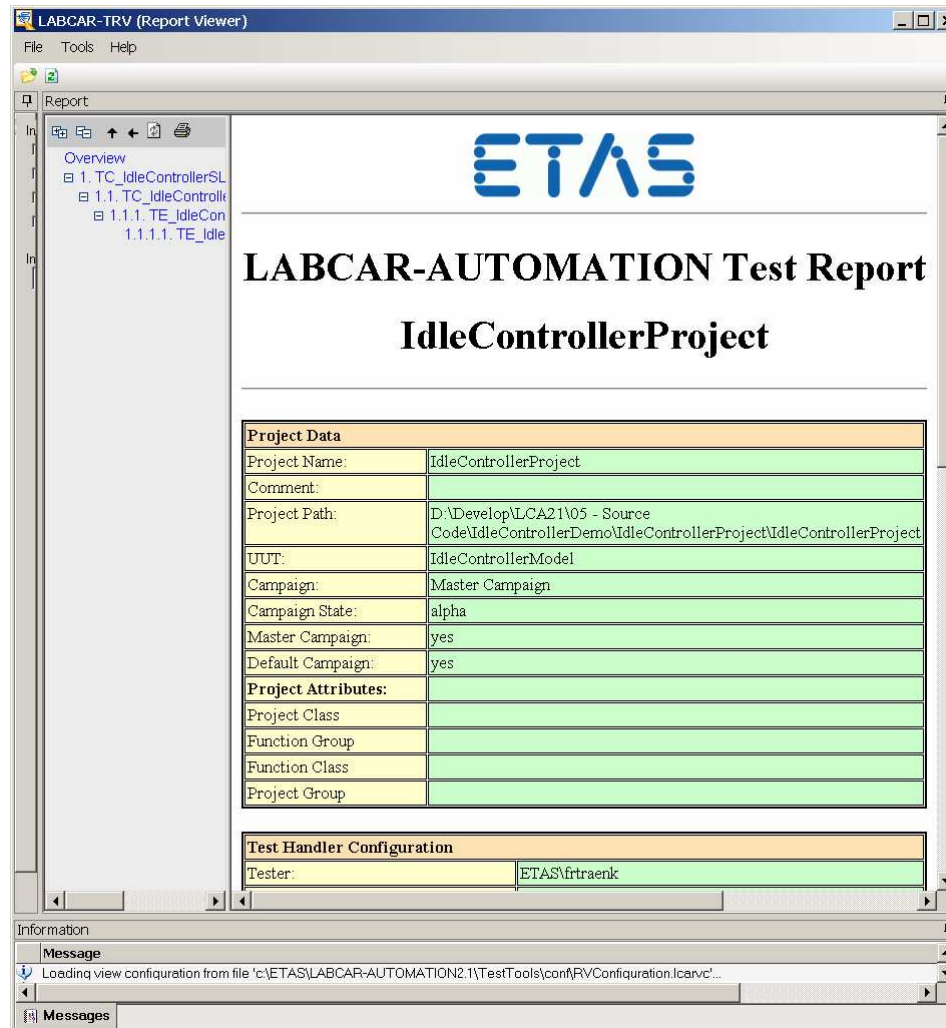 LABCAR-TRV (Report Viewer)
File Tools Help
Report
In
In
Overview
1. TC_IdleControllerSL
1.1. TC_IdleControlle
1.1.1. TE_IdleCon
1.1.1.1. TE_Idle
ETAS
LABCAR-AUTOMATION Test Report
IdleControllerProject
Project Data
Project Name: IdleControllerProject
Comment:
Project Path: D:\Develop\LCA21\05 - Source
Code\IdleControllerDemo\IdleControllerProject\IdleControllerProject
UUT: IdleControllerModel
Campaign: Master Campaign
Campaign State: alpha
Master Campaign: yes
Default Campaign: yes
Project Attributes:
Project Class
Function Group
Function Class
Project Group
Test Handler Configuration
Tester: ETAS\frtraenk
Information
Message
Loading view configuration from file 'c:\ETAS\LABCAR-AUTOMATION2.1\TestTools\conf\RVConfiguration.lcarvc'...
Messages